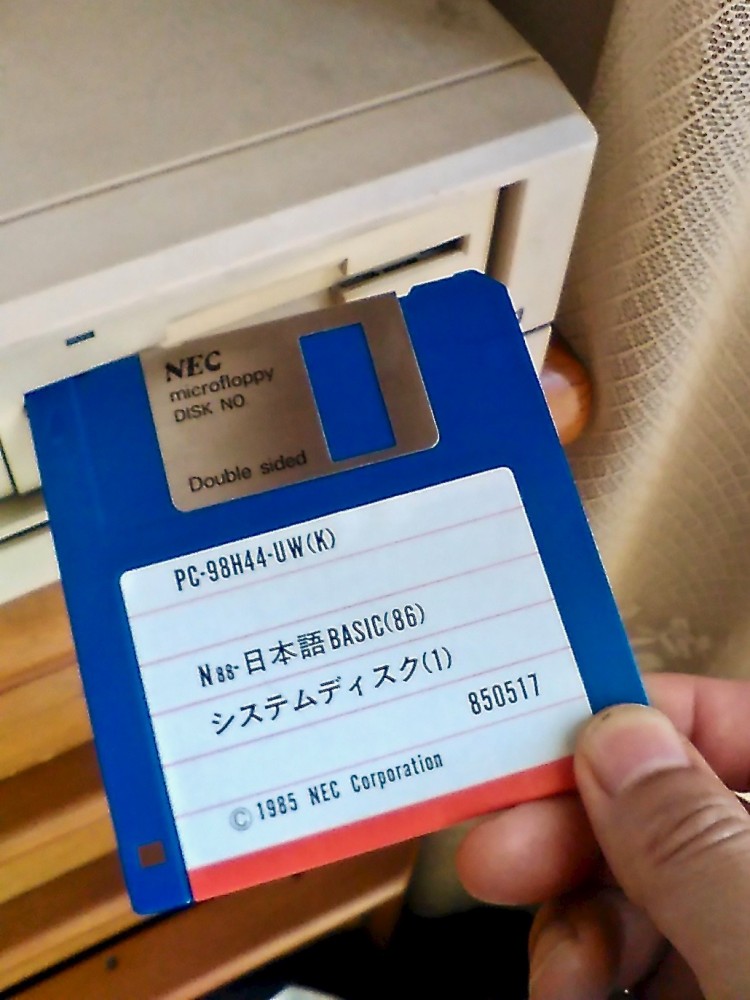 NEC
microfloppy
DISK NO
Double sided
PC-98H44-UW(K)
N88-日本語BASIC(86)
システムディスク(1)
850517
©1985 NEC Corporation